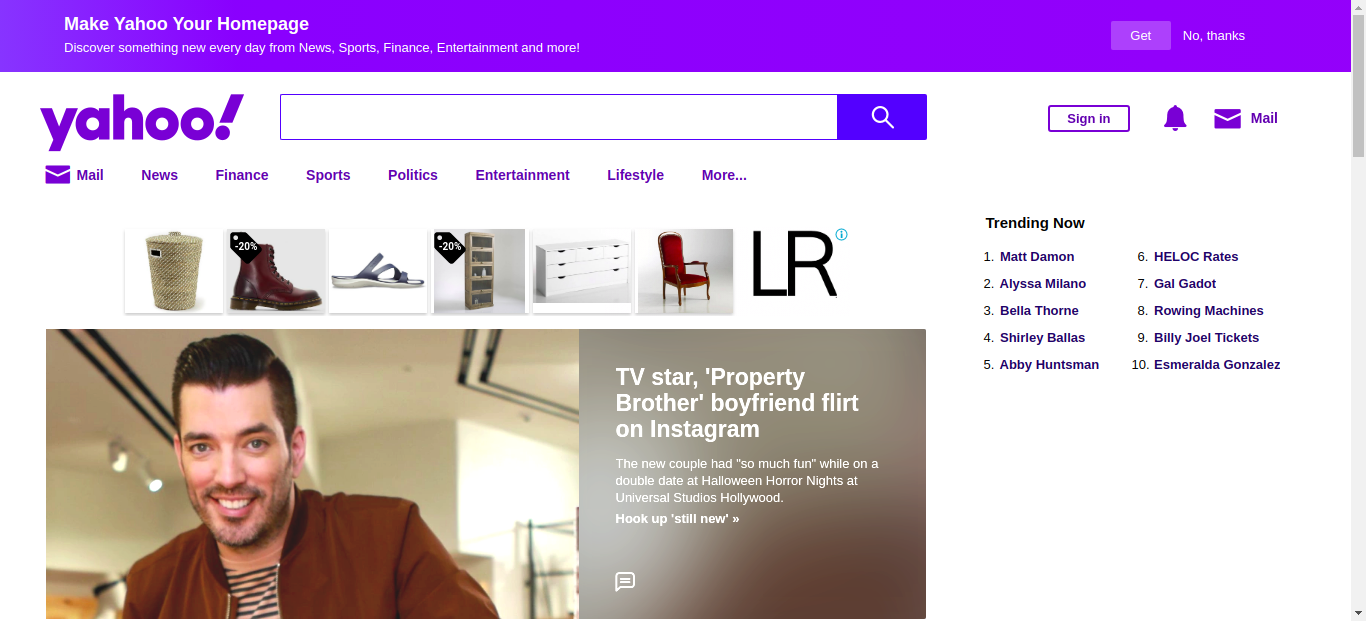 Make Yahoo Your Homepage
Discover something new every day from News, Sports, Finance, Entertainment and more!
Get
No, thanks
yahoo!
Sign in
Mail
Mail
News
Finance
Sports
Politics
Entertainment
Lifestyle
More...
-20%
-20%
LR
Trending Now
1. Matt Damon
2. Alyssa Milano
3. Bella Thorne
4. Shirley Ballas
5. Abby Huntsman
6. HELOC Rates
7. Gal Gadot
8. Rowing Machines
9. Billy Joel Tickets
10. Esmeralda Gonzalez
TV star, 'Property
Brother' boyfriend flirt
on Instagram
The new couple had "so much fun" while on a
double date at Halloween Horror Nights at
Universal Studios Hollywood.
Hook up 'still new' »